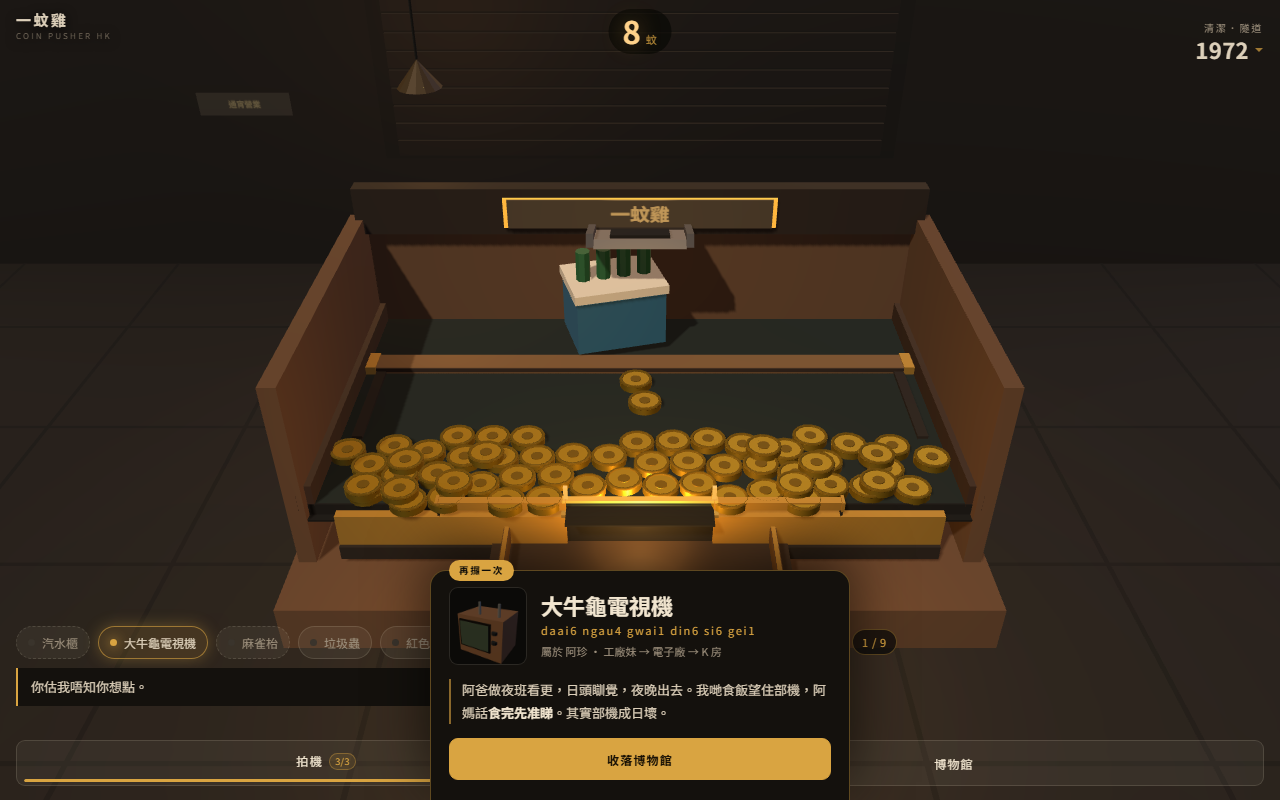 一蚊雞
COIN PUSHER HK
8 蚊
清潔・隧道
1972
一蚊雞
再撳一次
大牛龜電視機
daai6 ngau4 gwai1 din6 si6 gei1
屬於 阿珍・工廠妹→電子廠→K房
汽水櫃
大牛龜電視機
麻雀枱
垃圾蟲
紅色
1 / 9
你估我唔知你想點。
阿爸做夜班看更，日頭瞓覺，夜晚出去。我哋食飯望住部機，阿
媽話食完先准睇。其實部機成日壞。
拍機 3/3
收落博物館
博物館